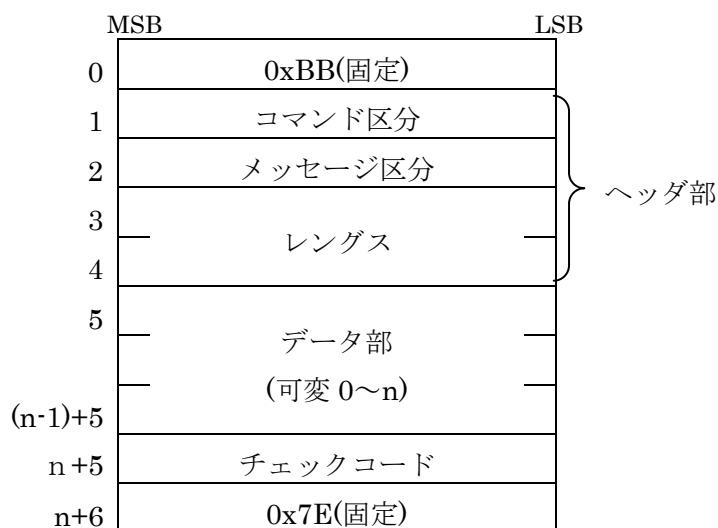 MSB LSB
0 0xBB(固定)
1 コマンド区分
2 メッセージ区分
ヘッダ部
3
レングス
4
5
データ部
(可変 0～n)
(n-1)+5
ｎ+5 チェックコード
n+6 0x7E(固定)